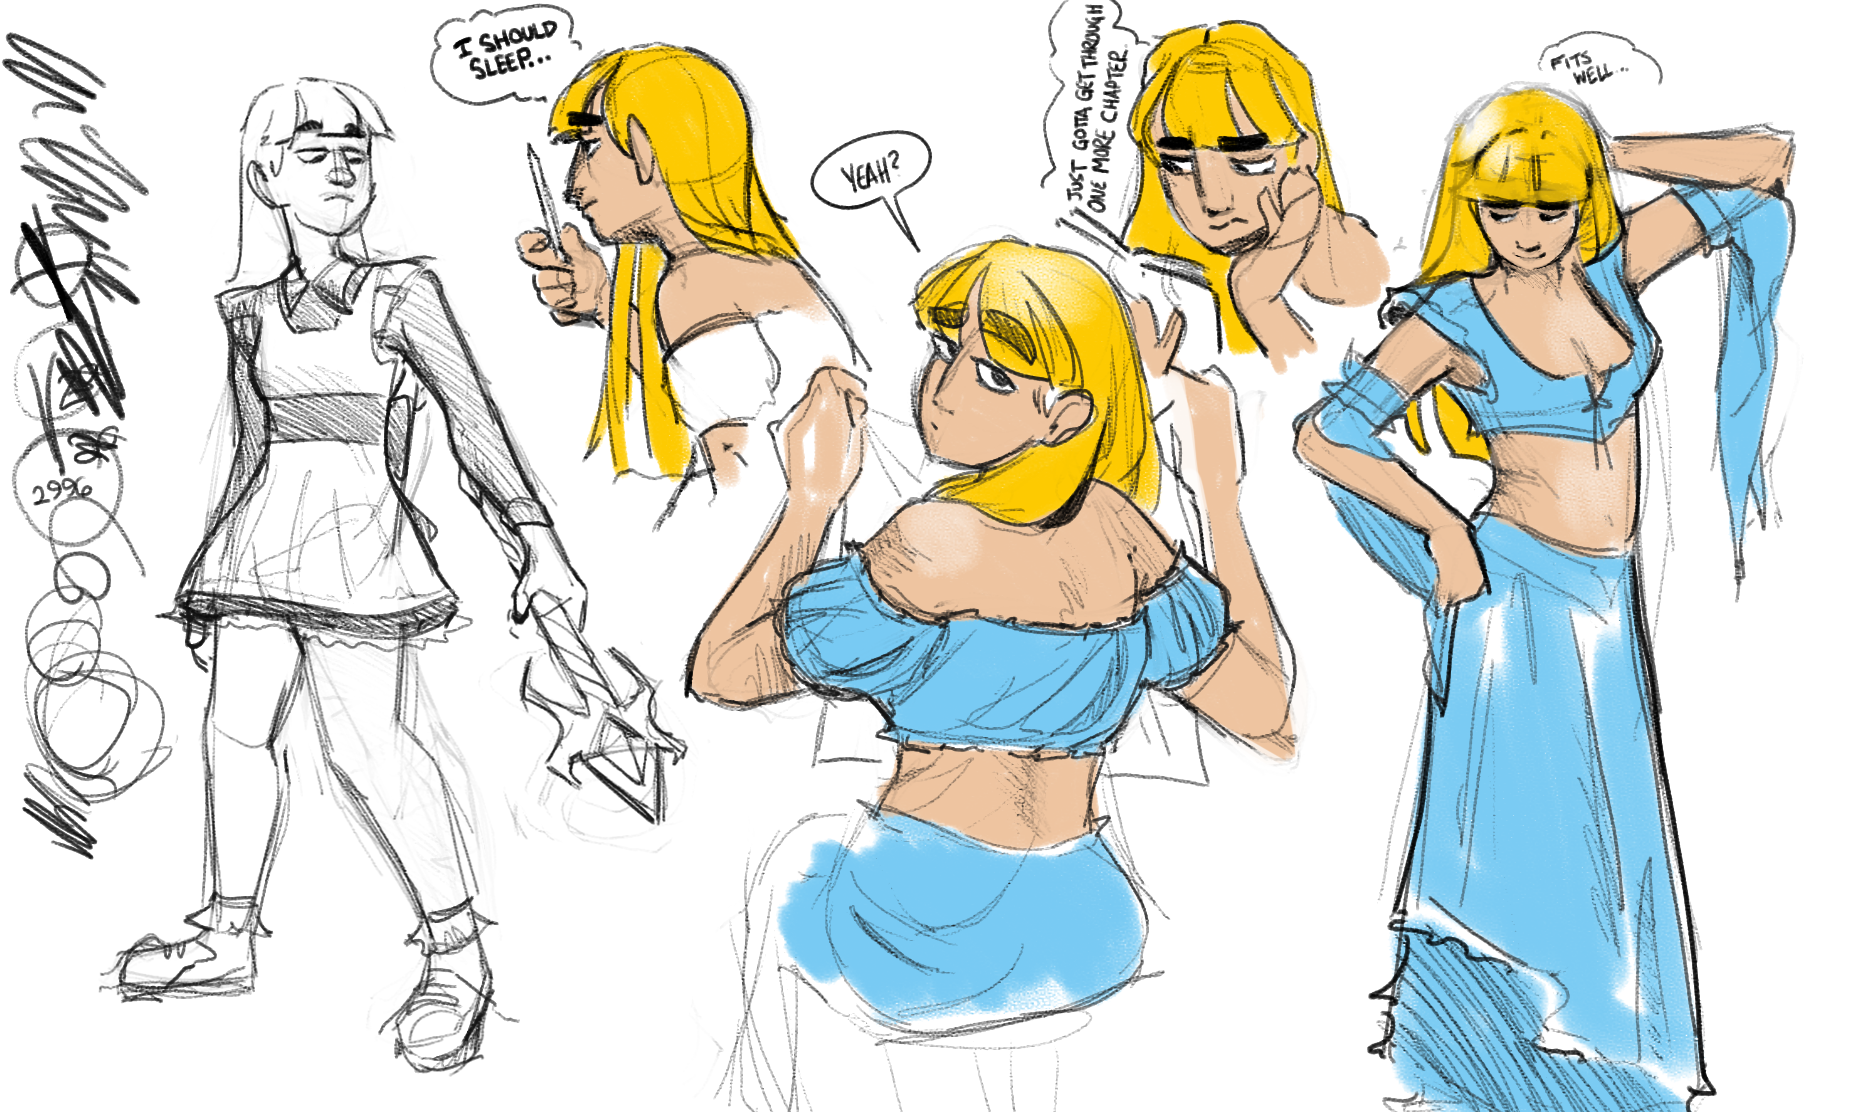 I SHOULD
SLEEP...
YEAH?
JUST GOTTA GET THROUGH
ONE MORE CHAPTER.
FITS
WELL...
2996